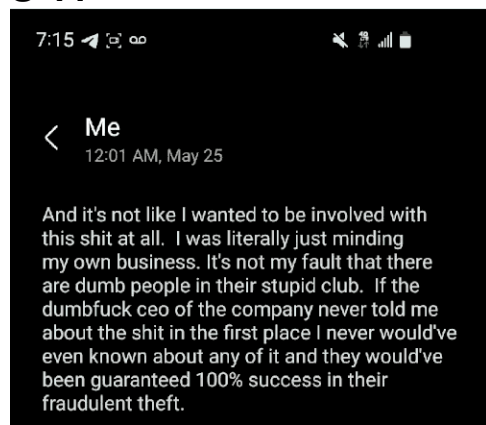 7:15
Me
12:01 AM, May 25
And it's not like I wanted to be involved with
this shit at all.  I was literally just minding
my own business. It's not my fault that there
are dumb people in their stupid club.  If the
dumbfuck ceo of the company never told me
about the shit in the first place I never would've
even known about any of it and they would've
been guaranteed 100% success in their
fraudulent theft.